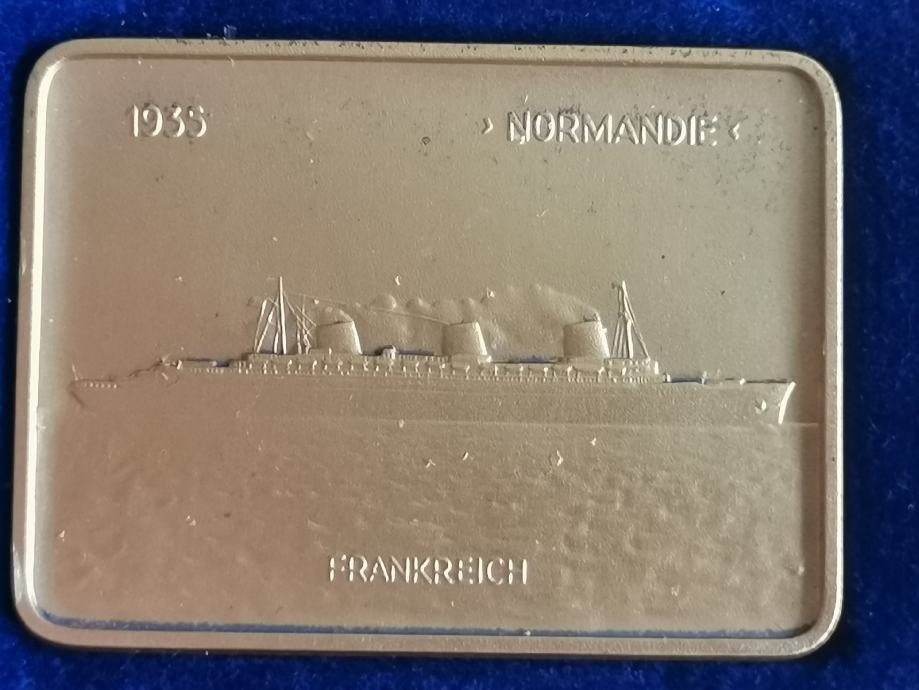 1935
›NORMANDIE‹
FRANKREICH